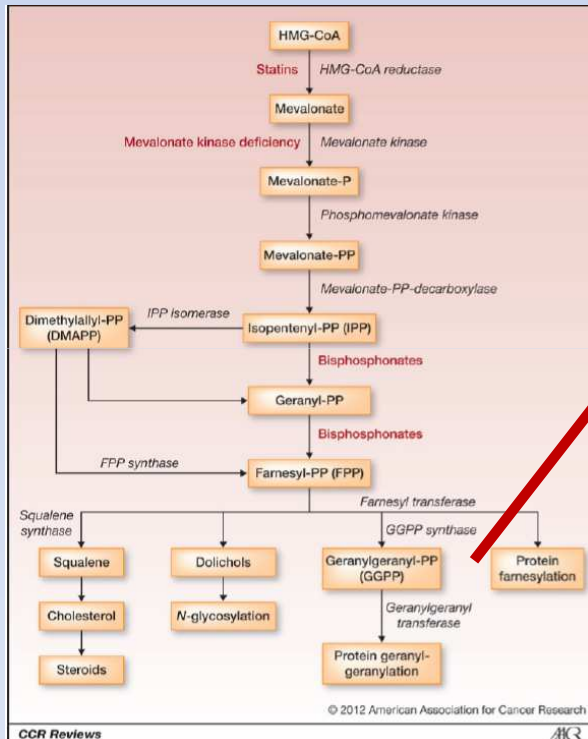 HMG-CoA
Statins HMG-CoA reductase
Mevalonate
Mevalonate kinase deficiency Mevalonate kinase
Mevalonate-P
Phosphomevalonate kinase
Mevalonate-PP
Mevalonate-PP-decarboxylase
Dimethylallyl-PP
(DMAPP)
IPP isomerase
Isopentenyl-PP (IPP)
Bisphosphonates
Geranyl-PP
Bisphosphonates
FPP synthase
Farnesyl-PP (FPP)
Farnesyl transferase
Squalene
synthase
GGPP synthase
Squalene
Dolichols
Geranylgeranyl-PP
(GGPP)
Protein
farnesylation
Cholesterol
N-glycosylation
Geranylgeranyl
transferase
Steroids
Protein geranyl-
geranylation
© 2012 American Association for Cancer Research
CCR Reviews
AACR